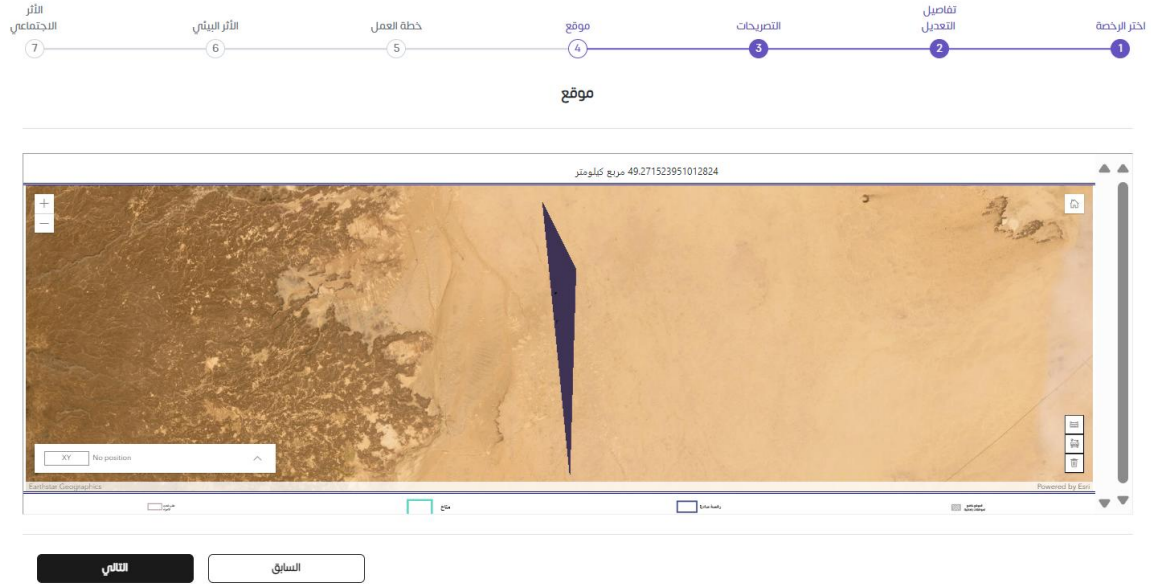 اختر الرخصة
1
تفاصيل
التعديل
2
التصريحات
3
موقع
4
خطة العمل
5
الأثر البيئي
6
الأثر
الاجتماعي
7
موقع
49.271523951012824 مربع كيلومتر
+
−
XY No position
Earthstar Geographics
Powered by Esri
متاح
رخصة صادرة
السابق
التالي